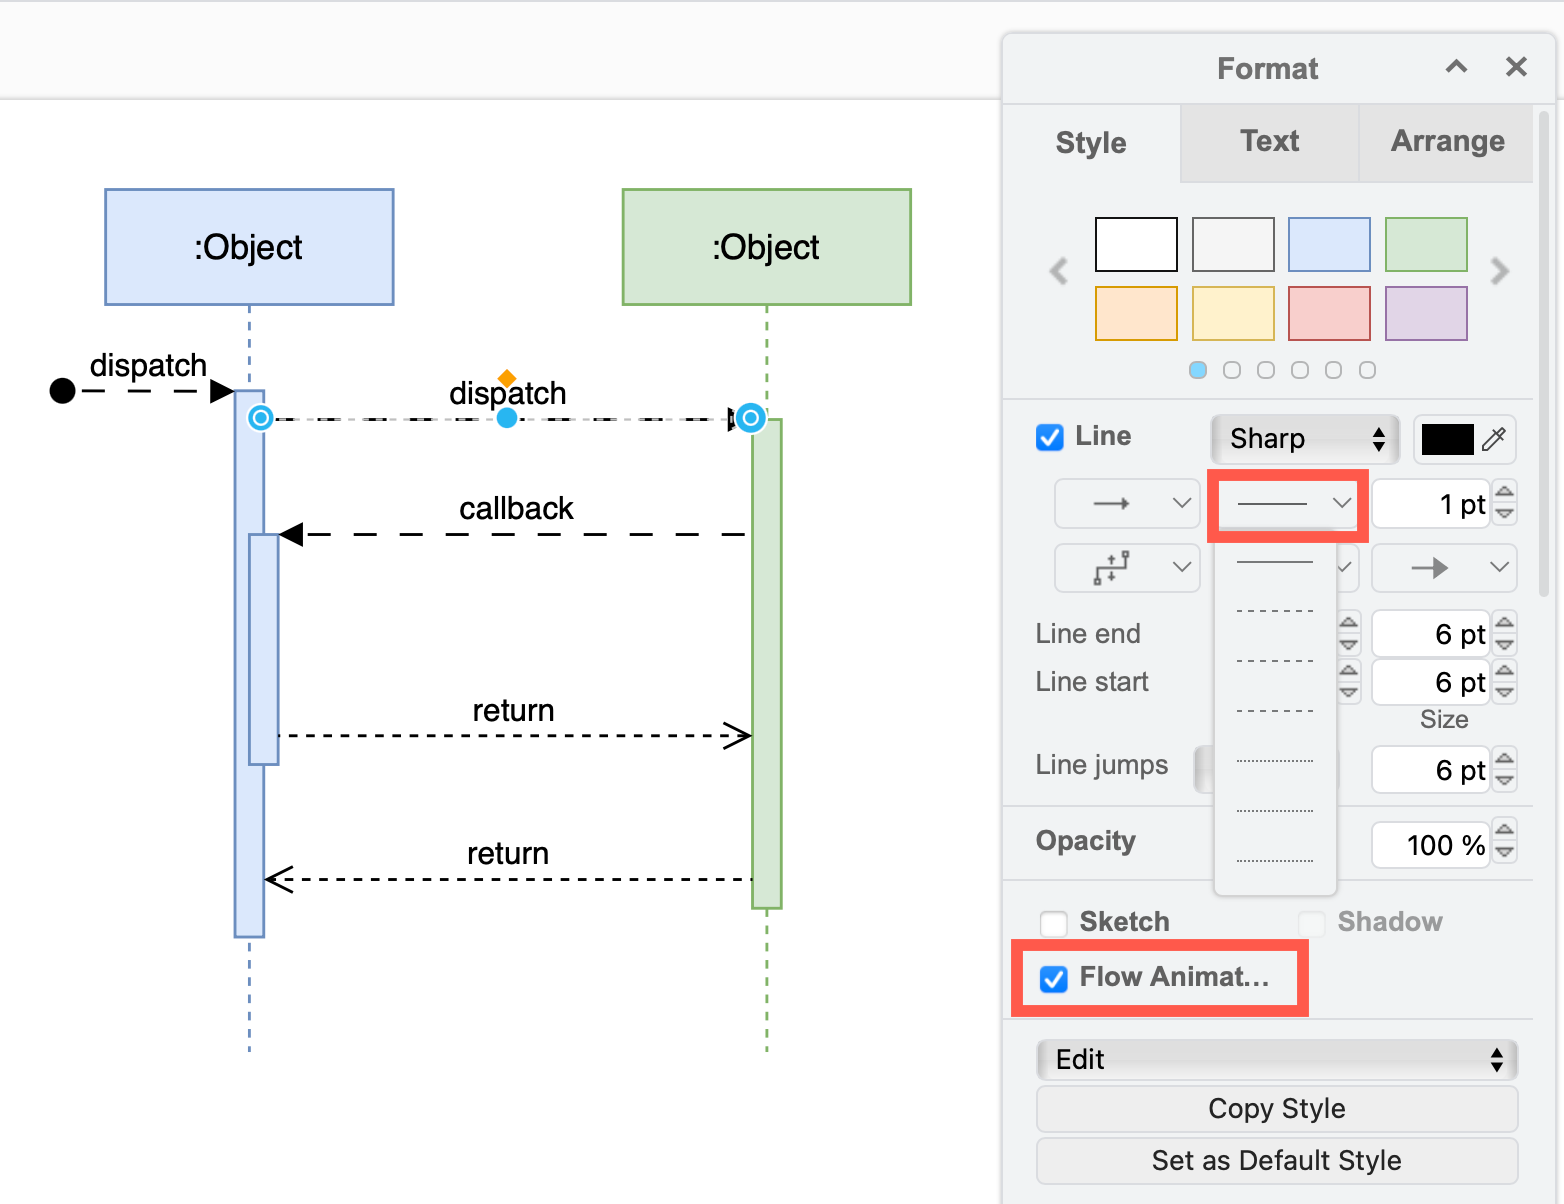 Format
Style
Text
Arrange
:Object
:Object
dispatch
dispatch
callback
return
return
Line
Sharp
1 pt
Line end
6 pt
Line start
6 pt
Size
Line jumps
6 pt
Opacity
100 %
Sketch
Shadow
Flow Animat...
Edit
Copy Style
Set as Default Style